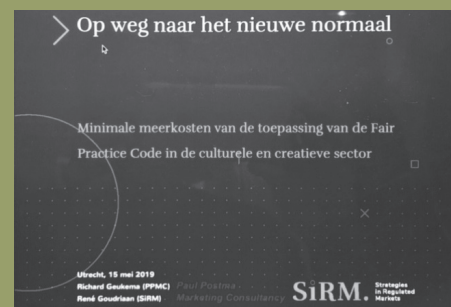 Op weg naar het nieuwe normaal
Minimale meerkosten van de toepassing van de Fair
Practice Code in de culturele en creatieve sector
Utrecht, 15 mei 2019
Richard Geukema (PPMC) Paul Postma
René Goudriaan (SiRM) Marketing Consultancy
SiRM.
Strategies
in Regulated
Markets